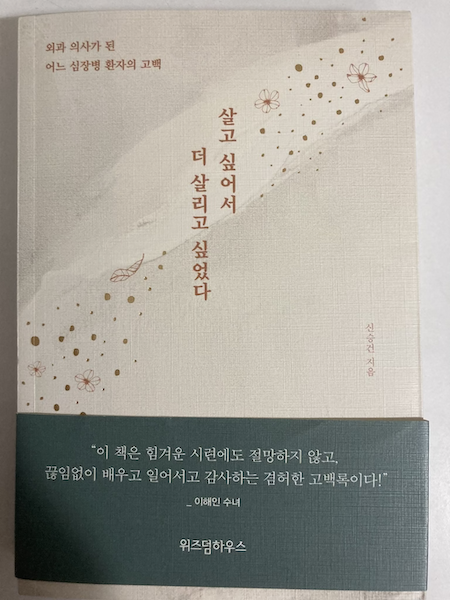 외과 의사가 된
어느 심장병 환자의 고백
살고 싶어서
더 살리고 싶었다
신승건 지음
“이 책은 힘겨운 시련에도 절망하지 않고,
끊임없이 배우고 일어서고 감사하는 겸허한 고백록이다!”
_ 이해인 수녀
위즈덤하우스